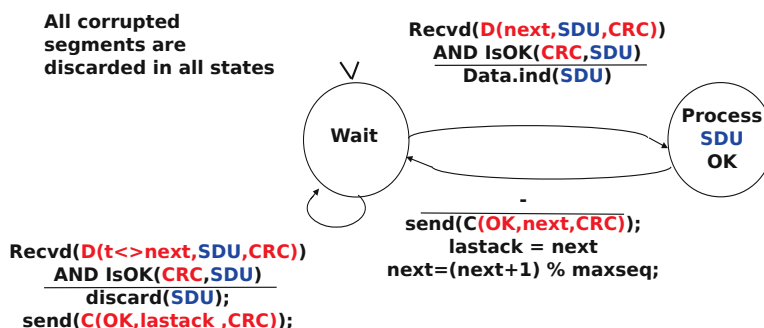 All corrupted
segments are
discarded in all states
Recvd(D(next,SDU,CRC))
AND IsOK(CRC,SDU)
Data.ind(SDU)
Wait
Process
SDU
OK
-
send(C(OK,next,CRC));
lastack = next
next=(next+1) % maxseq;
Recvd(D(t<>next,SDU,CRC))
AND IsOK(CRC,SDU)
discard(SDU);
send(C(OK,lastack ,CRC));